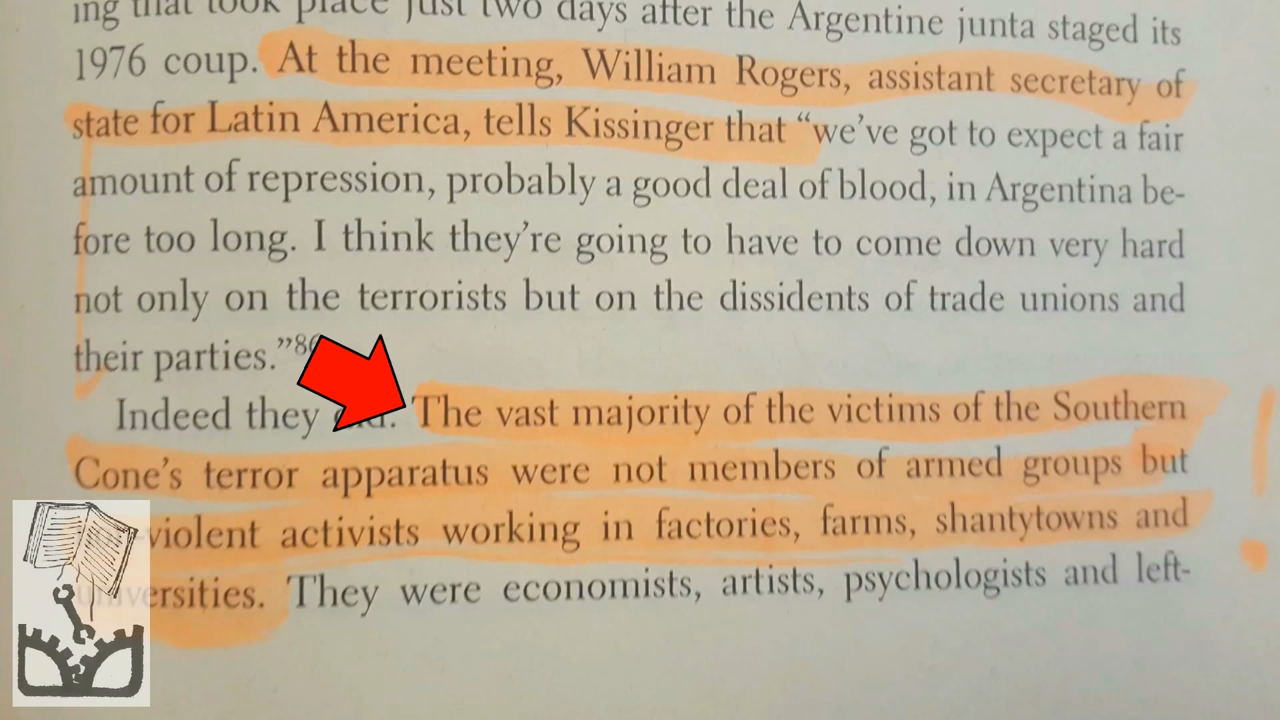 ing that took place just two days after the Argentine junta staged its
1976 coup. At the meeting, William Rogers, assistant secretary of
state for Latin America, tells Kissinger that “we’ve got to expect a fair
amount of repression, probably a good deal of blood, in Argentina be-
fore too long. I think they’re going to have to come down very hard
not only on the terrorists but on the dissidents of trade unions and
their parties.”
Indeed they The vast majority of the victims of the Southern
Cone’s terror apparatus were not members of armed groups but
violent activists working in factories, farms, shantytowns and
universities. They were economists, artists, psychologists and left-